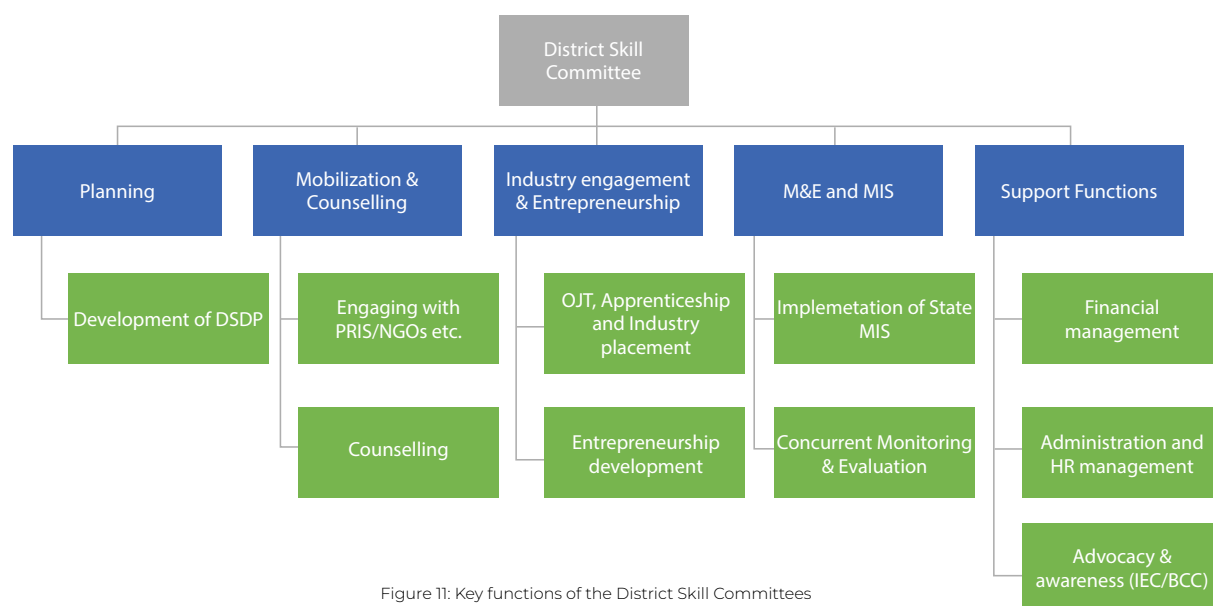 District Skill
Committee
Planning
Mobilization &
Counselling
Industry engagement
& Entrepreneurship
M&E and MIS
Support Functions
Development of DSDP
Engaging with
PRIS/NGOs etc.
OJT, Apprenticeship
and Industry
placement
Implemetation of State
MIS
Financial
management
Counselling
Entrepreneurship
development
Concurrent Monitoring
& Evaluation
Administration and
HR management
Advocacy &
awareness (IEC/BCC)
Figure 11: Key functions of the District Skill Committees